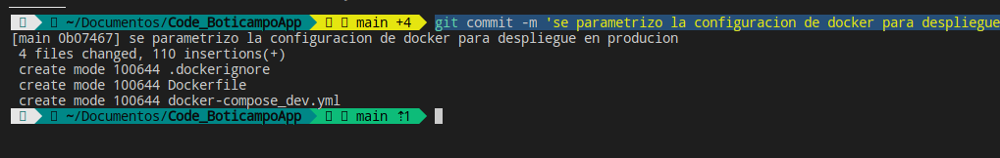 ~/Documentos/Code_BoticampoApp main +4 git commit -m 'se parametrizo la configuracion de docker para despliegue
[main 0b07467] se parametrizo la configuracion de docker para despliegue en producion
4 files changed, 110 insertions(+)
create mode 100644 .dockerignore
create mode 100644 Dockerfile
create mode 100644 docker-compose_dev.yml
~/Documentos/Code_BoticampoApp main ⇡1